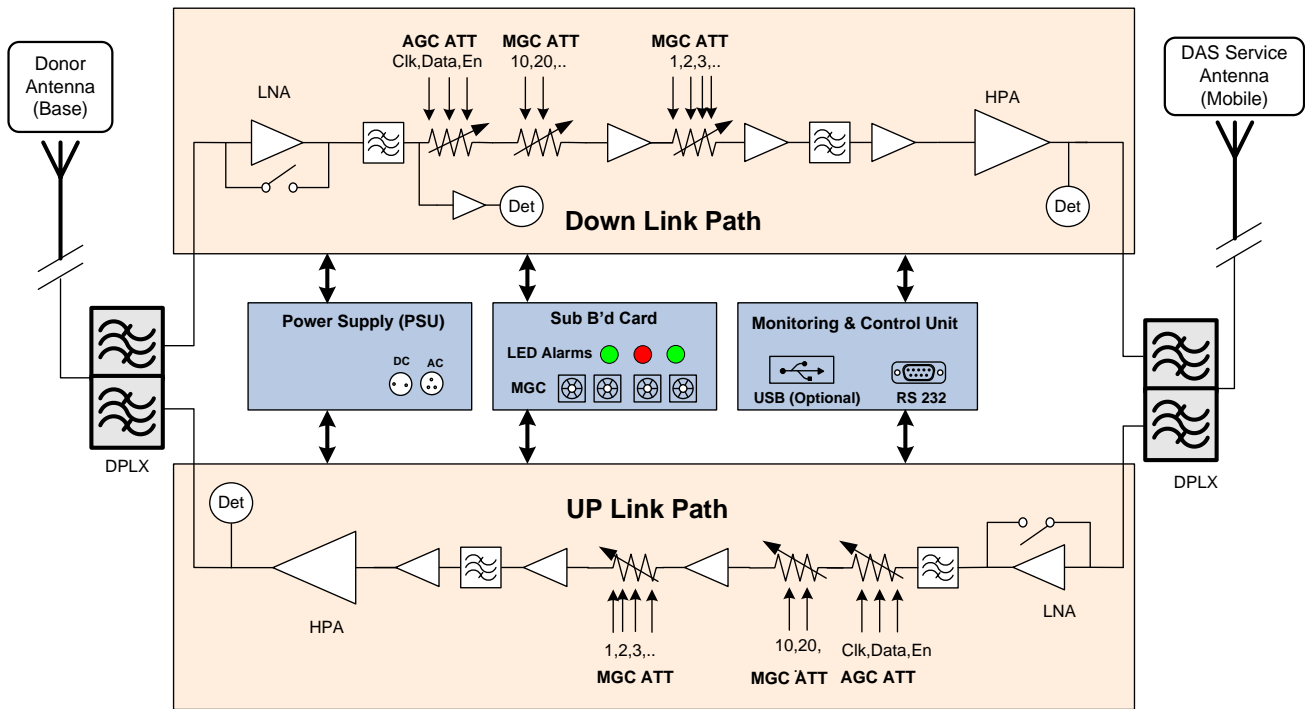 Donor
Antenna
(Base)
AGC ATT
Clk,Data,En
MGC ATT
10,20,..
MGC ATT
1,2,3,..
LNA
HPA
DAS Service
Antenna
(Mobile)
Det
Det
Down Link Path
Power Supply (PSU)
DC
AC
Sub B'd Card
LED Alarms
MGC
Monitoring & Control Unit
USB (Optional)
RS 232
DPLX
DPLX
Det
UP Link Path
HPA
LNA
1,2,3,..
MGC ATT
10,20,
MGC ATT
Clk,Data,En
AGC ATT